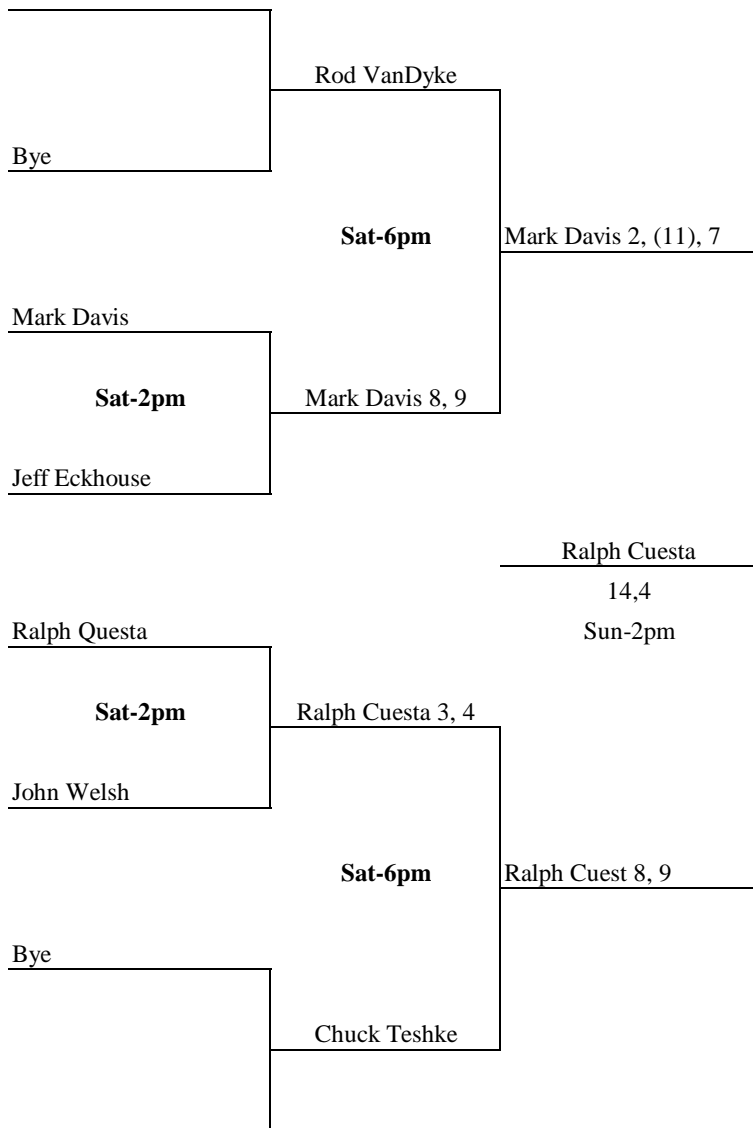 Rod VanDyke
Bye
Sat-6pm
Mark Davis 2, (11), 7
Mark Davis
Sat-2pm
Mark Davis 8, 9
Jeff Eckhouse
Ralph Cuesta
14,4
Ralph Questa
Sun-2pm
Sat-2pm
Ralph Cuesta 3, 4
John Welsh
Sat-6pm
Ralph Cuest 8, 9
Bye
Chuck Teshke